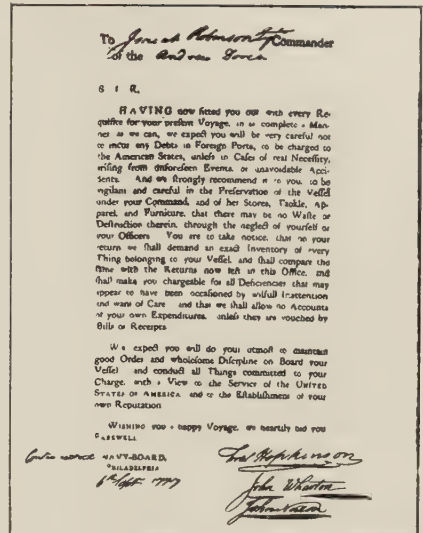 To Josiah Robinson Esqr Commander
of the Andrew Doria
S I R,
HAVING now fitted you out with every Re-
quisite for your present Voyage, in as complete a Man-
ner as we can, we expect you will be very careful not
to incur any Debts in Foreign Ports, to be charged to
the American States, unless in Cases of real Necessity,
arising from unforeseen Events, or unavoidable Acci-
dents. And we strongly recommend it to you, to be
vigilant and careful in the Preservation of the Vessel
under your Command, and of her Stores, Tackle, Ap-
parel, and Furniture, that there may be no Waste or
Destruction therein, through the neglect of yourself or
your Officers. You are to take notice, that on your
return we shall demand an exact Inventory of every
Thing belonging to your Vessel, and shall compare the
same with the Returns now left in this Office, and
shall make you chargeable for all Deficiencies that may
appear to have been occasioned by wilfull Inattention
and want of Care and that we shall allow no Accounts
of your own Expenditures, unless they are vouched by
Bills or Receipts.
We expect you will do your utmost to maintain
good Order and wholesome Discipline on Board your
Vessel and conduct all Things committed to your
Charge, with a View to the Service of the UNITED
STATES OF AMERICA and to the Establishment of your
own Reputation
WISHING you a happy Voyage, we heartily bid you
FAREWELL
NAVY-BOARD,
PHILADELPHIA
6th Sept 1777
Fras Hopkinson
John Wharton
John Nixon